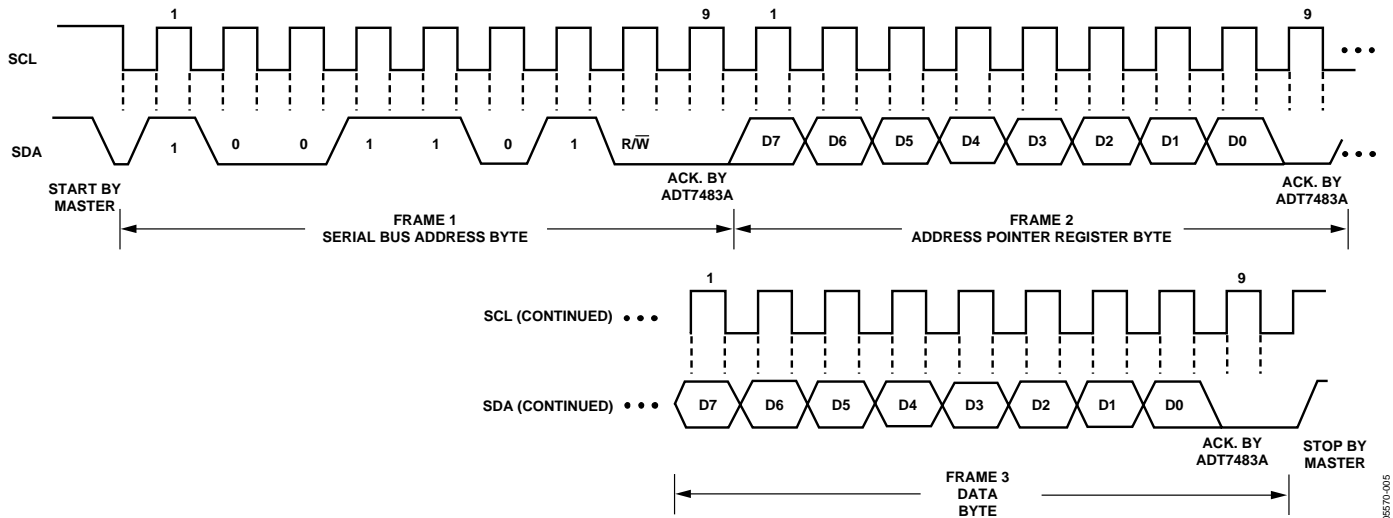 1 9 1 9
SCL
SDA
1 0 0 1 1 0 1 R/W̅ D7 D6 D5 D4 D3 D2 D1 D0
START BY
MASTER
ACK. BY
ADT7483A
ACK. BY
ADT7483A
FRAME 1
SERIAL BUS ADDRESS BYTE
FRAME 2
ADDRESS POINTER REGISTER BYTE
1 9
SCL (CONTINUED)
SDA (CONTINUED)
D7 D6 D5 D4 D3 D2 D1 D0
ACK. BY
ADT7483A
STOP BY
MASTER
FRAME 3
DATA
BYTE
05570-005